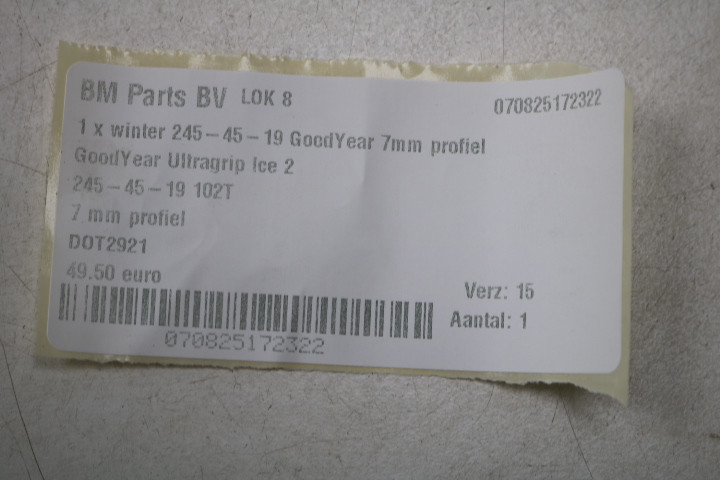 BM Parts BV LOK 8 070825172322
1 x winter 245-45-19 GoodYear 7mm profiel
GoodYear Ultragrip Ice 2
245-45-19 102T
7 mm profiel
DOT2921
49.50 euro
Verz: 15
Aantal: 1
070825172322